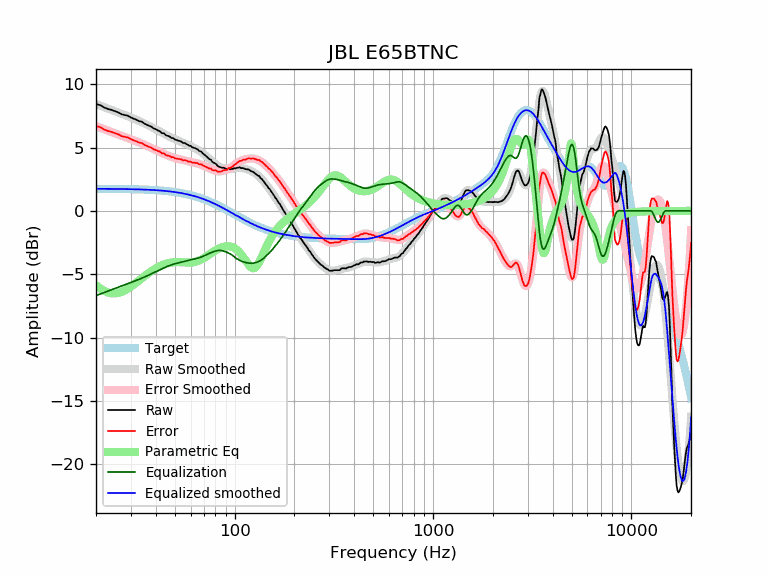 JBL E65BTNC
Amplitude (dBr)
10
5
0
−5
−10
−15
−20
Target
Raw Smoothed
Error Smoothed
Raw
Error
Parametric Eq
Equalization
Equalized smoothed
100
1000
10000
Frequency (Hz)